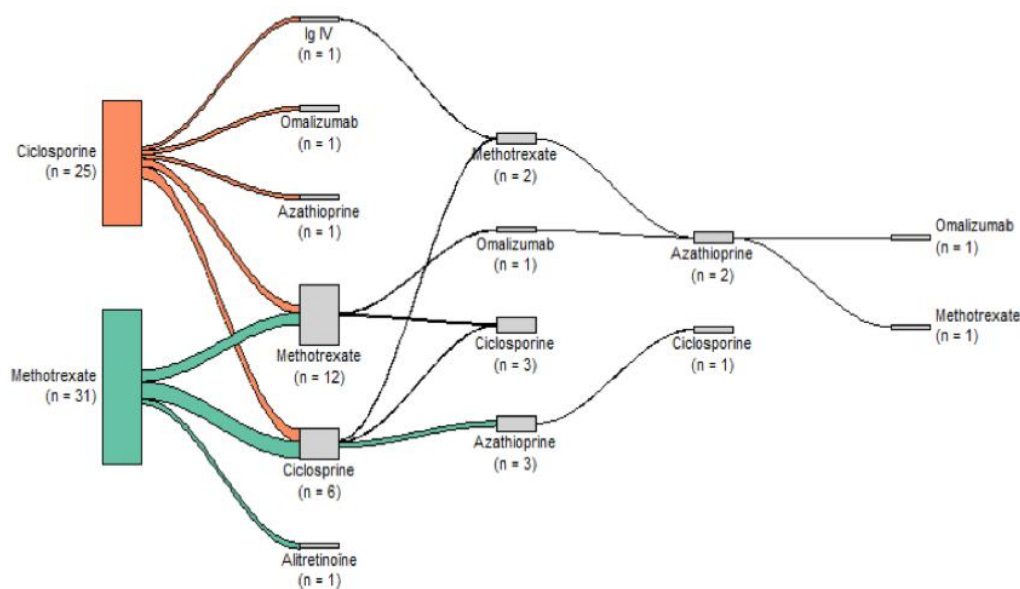 Ciclosporine
(n = 25)
Methotrexate
(n = 31)
Ig IV
(n = 1)
Omalizumab
(n = 1)
Azathioprine
(n = 1)
Methotrexate
(n = 12)
Ciclosprine
(n = 6)
Alitretinoïne
(n = 1)
Methotrexate
(n = 2)
Omalizumab
(n = 1)
Ciclosporine
(n = 3)
Azathioprine
(n = 3)
Azathioprine
(n = 2)
Ciclosporine
(n = 1)
Omalizumab
(n = 1)
Methotrexate
(n = 1)